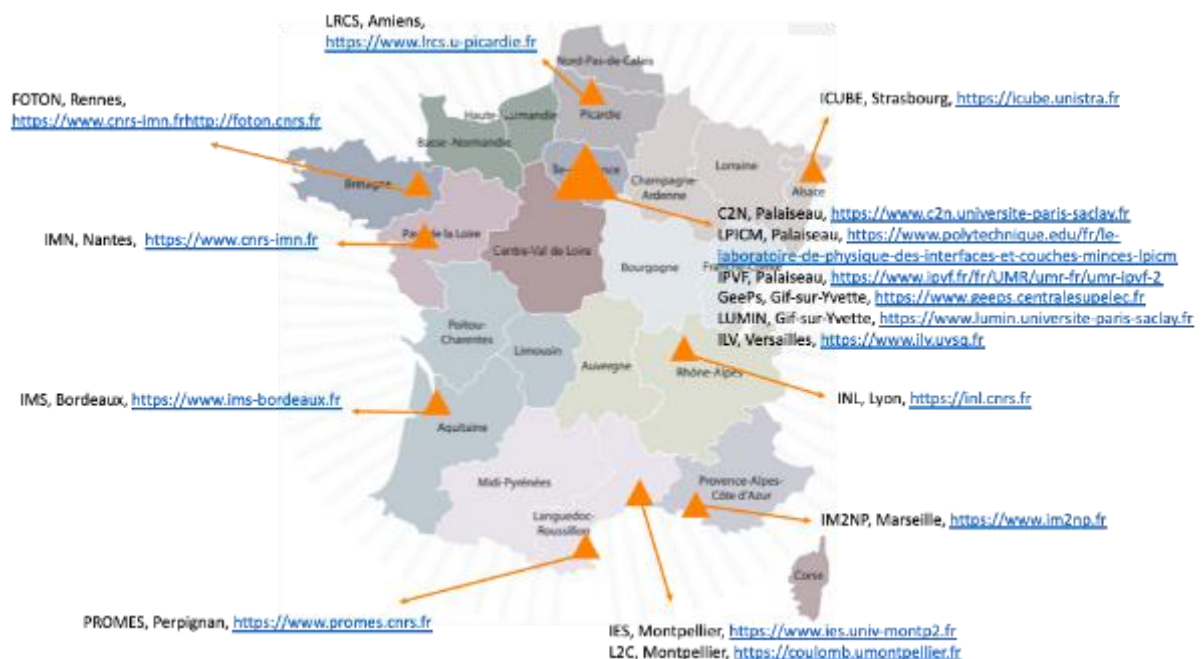 LRCS, Amiens,
https://www.lrcs.u-picardie.fr
Nord-Pas-de-Calais
FOTON, Rennes,
https://www.cnrs-imn.frhttp://foton.cnrs.fr
ICUBE, Strasbourg, https://icube.unistra.fr
Haute-Normandie
Picardie
Basse-Normandie
Lorraine
Alsace
Champagne-
Ardenne
Bretagne
C2N, Palaiseau, https://www.c2n.universite-paris-saclay.fr
LPICM, Palaiseau, https://www.polytechnique.edu/fr/le-
laboratoire-de-physique-des-interfaces-et-couches-minces-lpicm
IPVF, Palaiseau, https://www.ipvf.fr/fr/UMR/umr-fr/umr-ipvf-2
GeePs, Gif-sur-Yvette, https://www.geeps.centralesupelec.fr
LUMIN, Gif-sur-Yvette, https://www.lumin.universite-paris-saclay.fr
ILV, Versailles, https://www.ilv.uvsq.fr
IMN, Nantes, https://www.cnrs-imn.fr
de la Loire
Centre-Val de Loire
Bourgogne
Poitou-
Charentes
Limousin
Auvergne
Rhône-Alpes
IMS, Bordeaux, https://www.ims-bordeaux.fr
INL, Lyon, https://inl.cnrs.fr
Aquitaine
Midi-Pyrénées
Provence-Alpes-
Côte d'Azur
Languedoc-
Roussillon
IM2NP, Marseille, https://www.im2np.fr
Corse
PROMES, Perpignan, https://www.promes.cnrs.fr
IES, Montpellier, https://www.ies.univ-montp2.fr
L2C, Montpellier, https://coulomb.umontpellier.fr